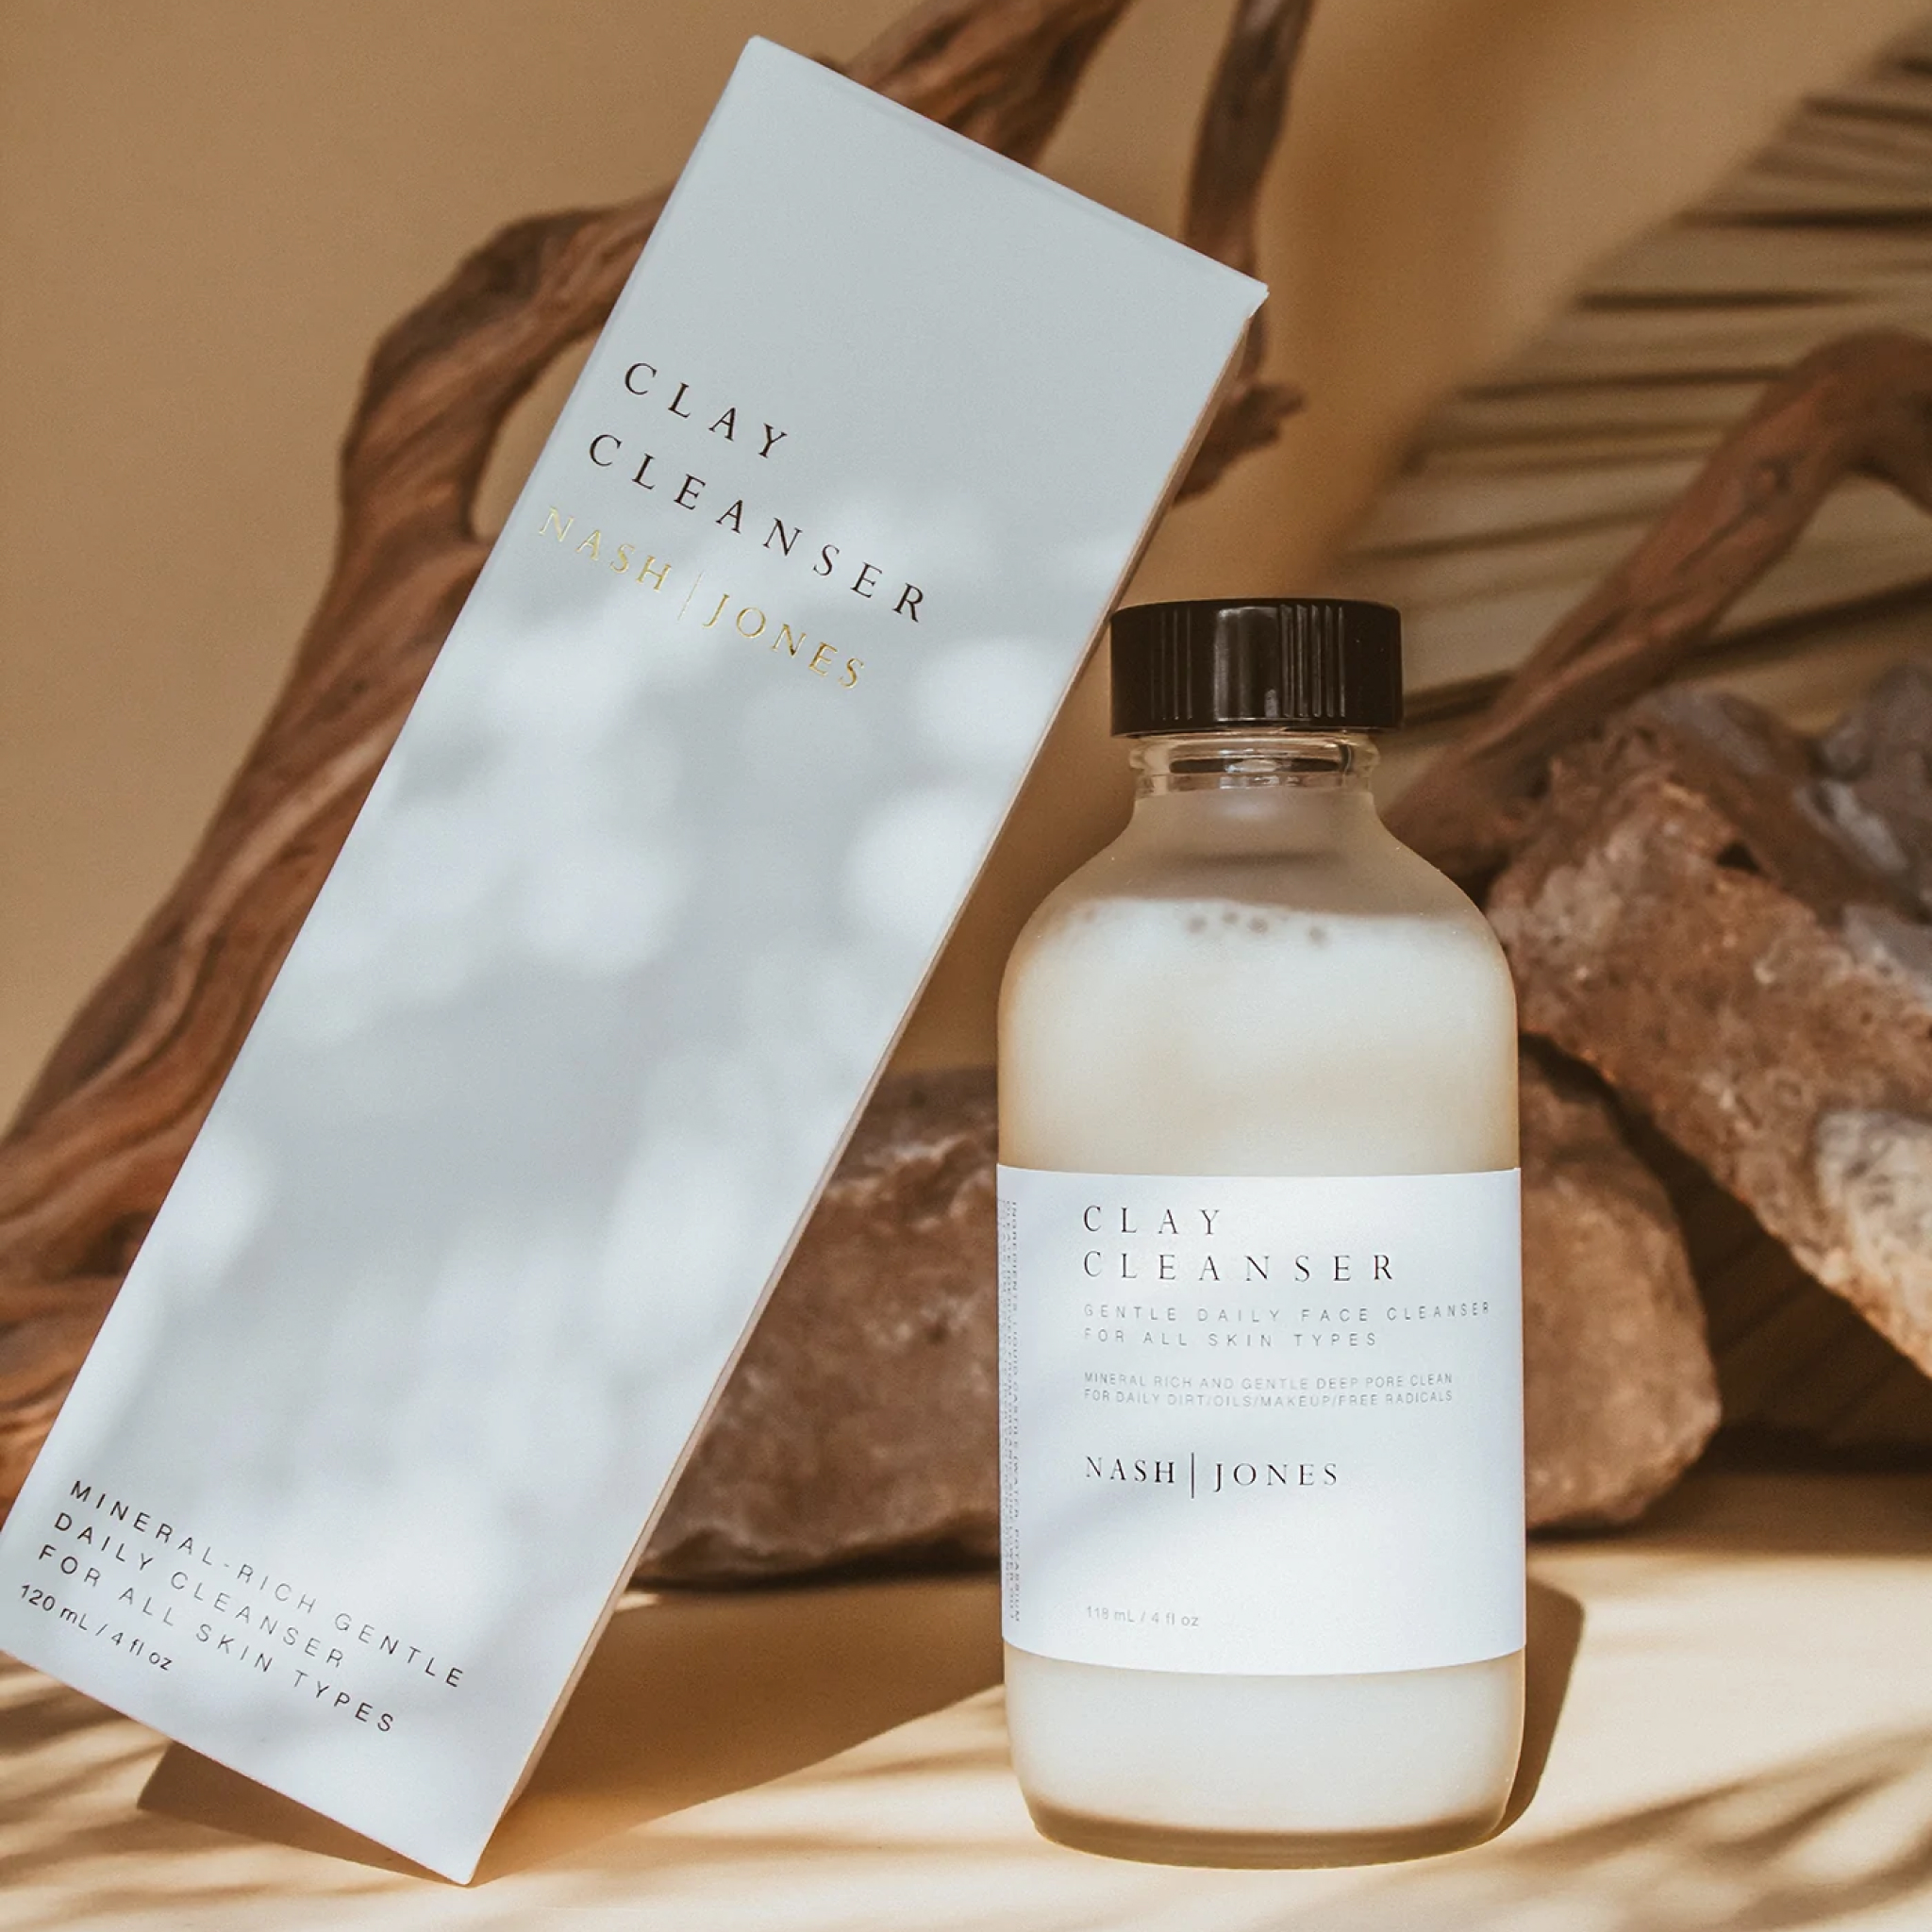 CLAY
CLEANSER
NASH | JONES
MINERAL-RICH GENTLE
DAILY CLEANSER
FOR ALL SKIN TYPES
120 mL / 4 fl oz
CLAY
CLEANSER
GENTLE DAILY FACE CLEANSER
FOR ALL SKIN TYPES
MINERAL RICH AND GENTLE DEEP PORE CLEAN
FOR DAILY DIRT/OILS/MAKEUP/FREE RADICALS
NASH | JONES
118 mL / 4 fl oz